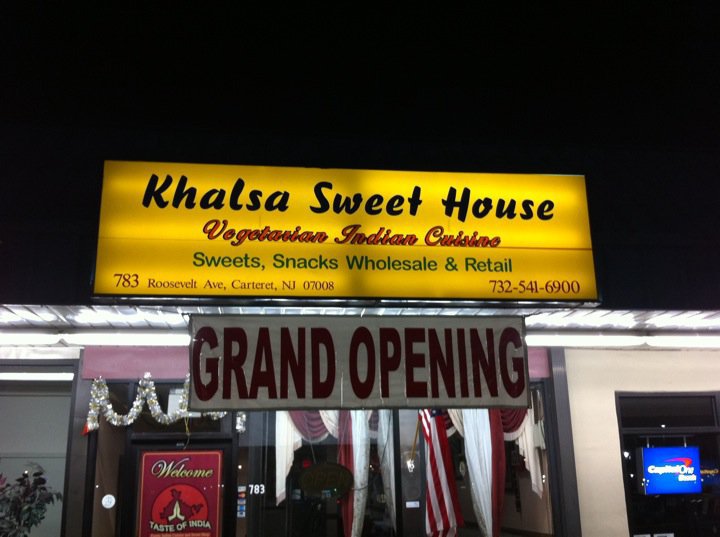 Khalsa Sweet House
Vegetarian Indian Cuisine
Sweets, Snacks Wholesale & Retail
783 Roosevelt Ave, Carteret, NJ 07008
732-541-6900
GRAND OPENING
Welcome
TASTE OF INDIA
783
Capital One
Bank